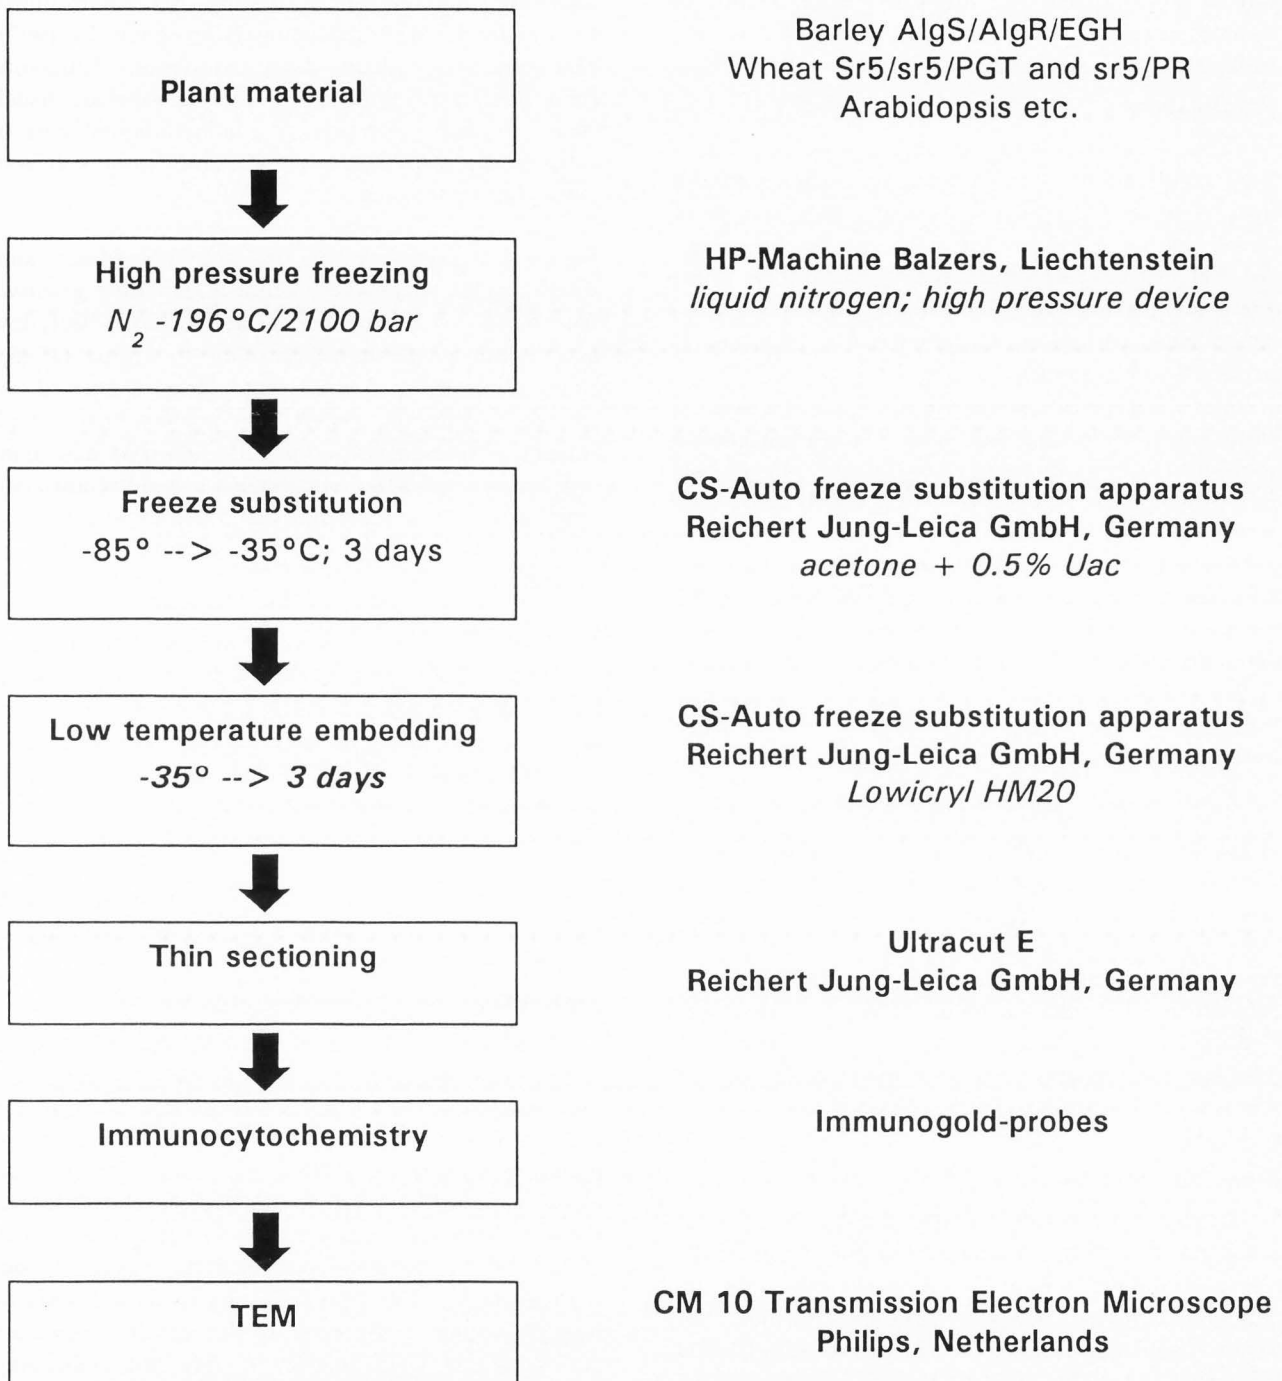 Plant material
Barley AlgS/AlgR/EGH
Wheat Sr5/sr5/PGT and sr5/PR
Arabidopsis etc.
High pressure freezing
N2 -196°C/2100 bar
HP-Machine Balzers, Liechtenstein
liquid nitrogen; high pressure device
Freeze substitution
-85° --> -35°C; 3 days
CS-Auto freeze substitution apparatus
Reichert Jung-Leica GmbH, Germany
acetone + 0.5% Uac
Low temperature embedding
-35° --> 3 days
CS-Auto freeze substitution apparatus
Reichert Jung-Leica GmbH, Germany
Lowicryl HM20
Thin sectioning
Ultracut E
Reichert Jung-Leica GmbH, Germany
Immunocytochemistry
Immunogold-probes
TEM
CM 10 Transmission Electron Microscope
Philips, Netherlands